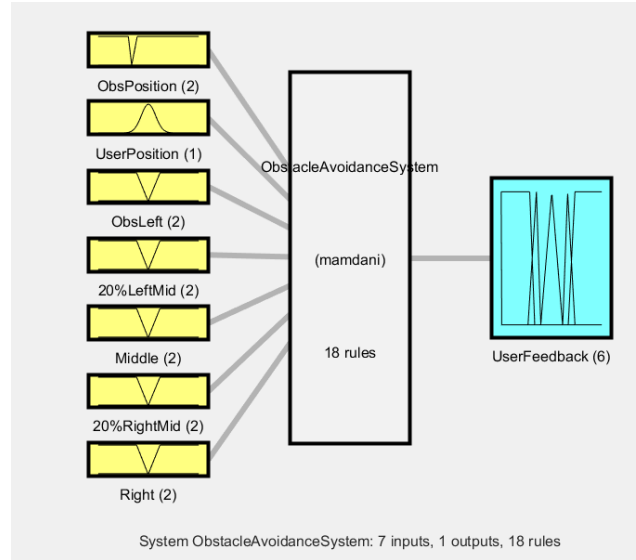 ObsPosition (2)
UserPosition (1)
ObsLeft (2)
20%LeftMid (2)
Middle (2)
20%RightMid (2)
Right (2)
ObstacleAvoidanceSystem
(mamdani)
18 rules
UserFeedback (6)
System ObstacleAvoidanceSystem: 7 inputs, 1 outputs, 18 rules